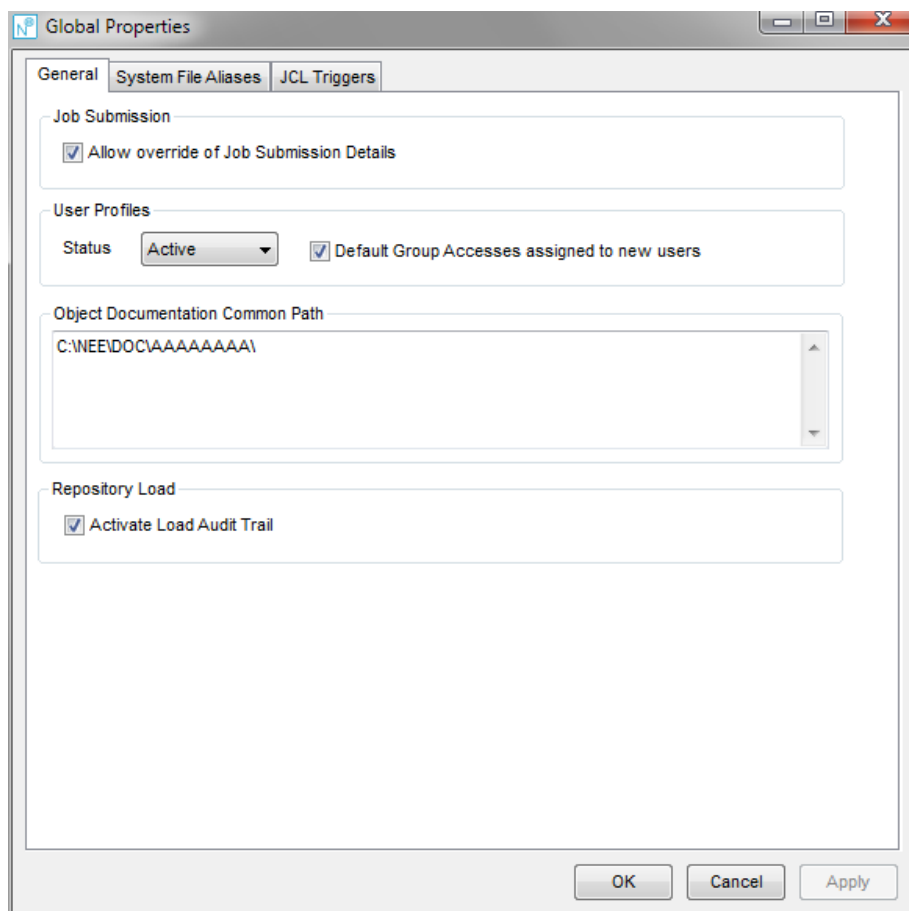 Global Properties
General System File Aliases JCL Triggers
Job Submission
Allow override of Job Submission Details
User Profiles
Status Active Default Group Accesses assigned to new users
Object Documentation Common Path
C:\NEE\DOC\AAAAAAAA\
Repository Load
Activate Load Audit Trail
OK Cancel Apply